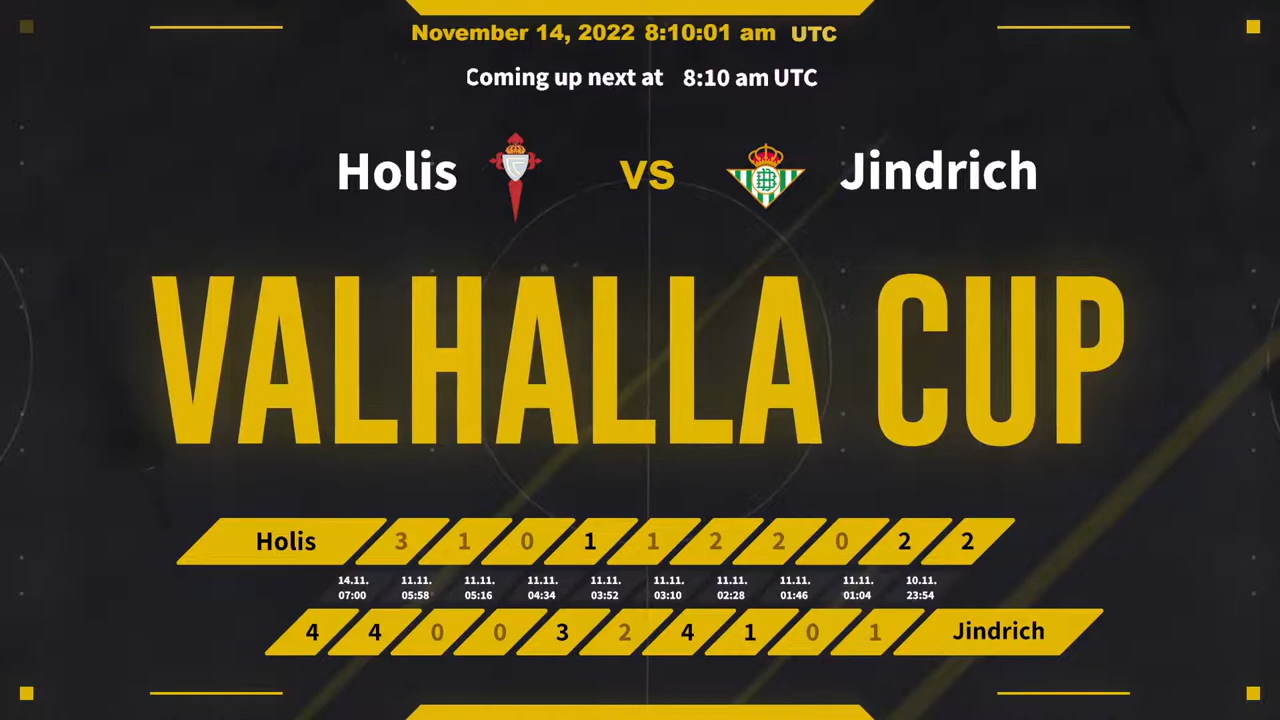 November 14, 2022 8:10:01 am UTC
Coming up next at 8:10 am UTC
Holis VS Jindrich
VALHALLA CUP
Holis 3 1 0 1 1 2 2 0 2 2
14.11. 11.11. 11.11. 11.11. 11.11. 11.11. 11.11. 11.11. 11.11. 10.11.
07:00 05:58 05:16 04:34 03:52 03:10 02:28 01:46 01:04 23:54
4 4 0 0 3 2 4 1 0 1 Jindrich